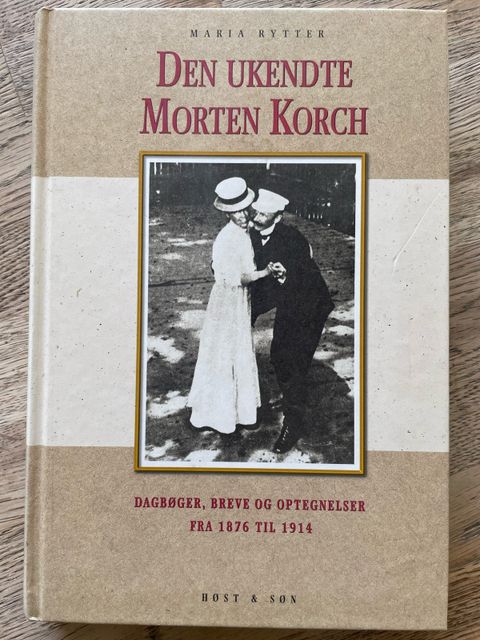 MARIA RYTTER
DEN UKENDTE
MORTEN KORCH
DAGBØGER, BREVE OG OPTEGNELSER
FRA 1876 TIL 1914
HØST & SØN